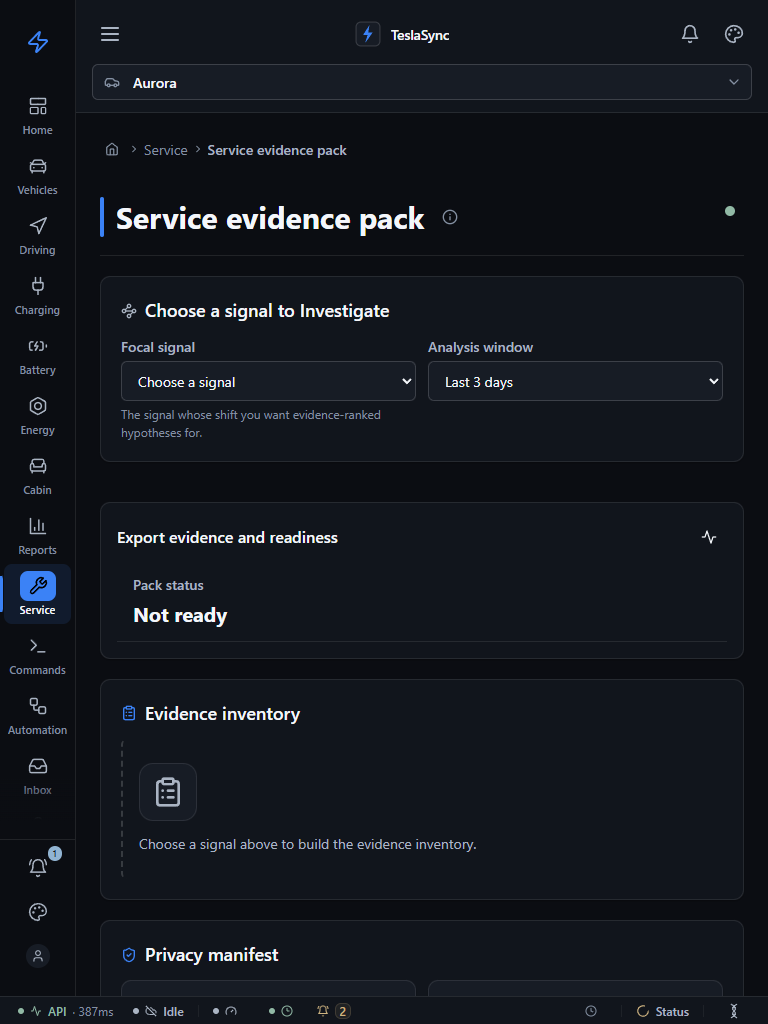 TeslaSync
Aurora
Home
Vehicles
Driving
Charging
Battery
Energy
Cabin
Reports
Service
Commands
Automation
Inbox
1
Service
Service evidence pack
Service evidence pack
Choose a signal to Investigate
Focal signal
Choose a signal
The signal whose shift you want evidence-ranked
hypotheses for.
Analysis window
Last 3 days
Export evidence and readiness
Pack status
Not ready
Evidence inventory
Choose a signal above to build the evidence inventory.
Privacy manifest
API · 387ms
Idle
2
Status